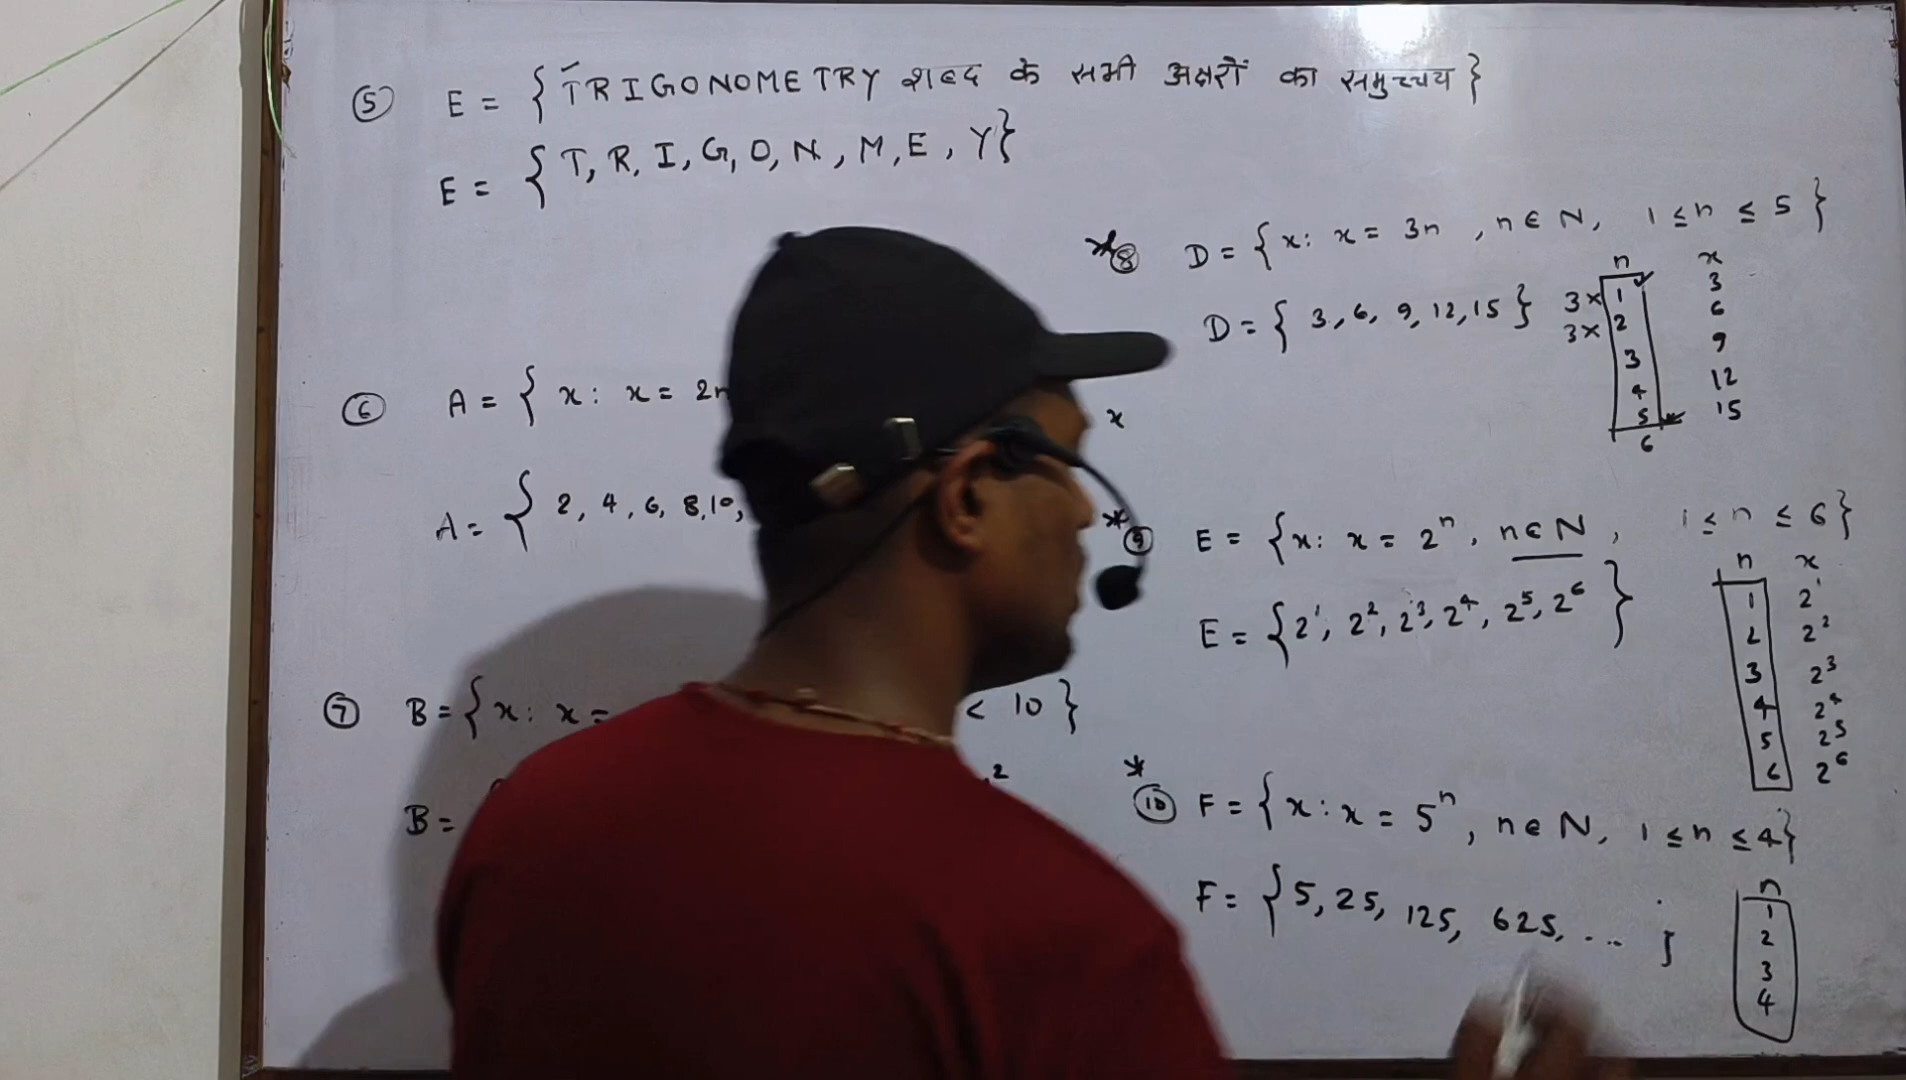 ⑤ E = { TRIGONOMETRY शब्द के सभी अक्षरों का समुच्चय }
E = { T, R, I, G, O, N, M, E, Y }
⑥ A = { x : x = 2n
A = { 2, 4, 6, 8, 10,
⑦ B = { x : x =
< 10 }
B =
2
x
* ⑧ D = { x : x = 3n , n ∈ N, 1 ≤ n ≤ 5 }
D = { 3, 6, 9, 12, 15 }
n x
3× 1 3
3× 2 6
3 9
4 12
5 15
6
* ⑨ E = { x : x = 2ⁿ, n ∈ N , 1 ≤ n ≤ 6 }
E = { 2¹, 2², 2³, 2⁴, 2⁵, 2⁶ }
n x
1 2¹
2 2²
3 2³
4 2⁴
5 2⁵
6 2⁶
* ⑩ F = { x : x = 5ⁿ, n ∈ N, 1 ≤ n ≤ 4 }
F = { 5, 25, 125, 625, ... }
n
1
2
3
4